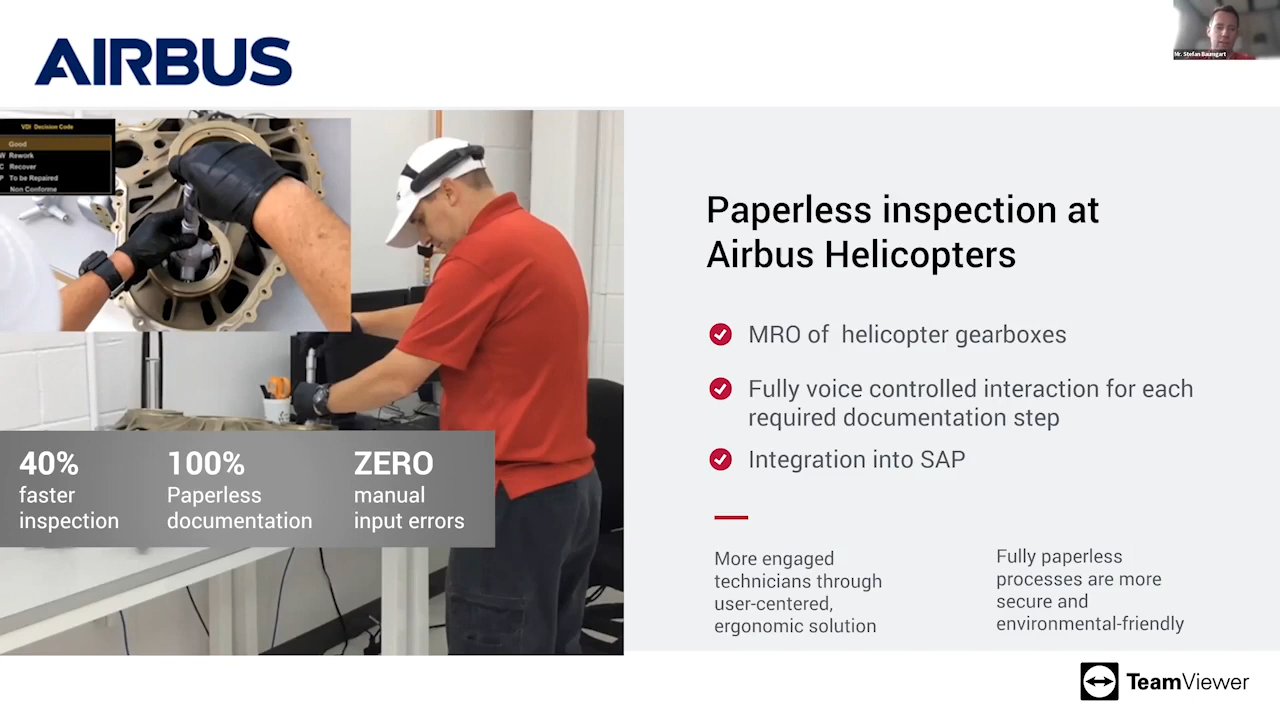 AIRBUS
Mr. Stefan Baumgart
VDI Decision Code
Good
W Rework
C Recover
P To be Repaired
Non Conforme
40%
faster
inspection
100%
Paperless
documentation
ZERO
manual
input errors
Paperless inspection at
Airbus Helicopters
MRO of helicopter gearboxes
Fully voice controlled interaction for each
required documentation step
Integration into SAP
More engaged
technicians through
user-centered,
ergonomic solution
Fully paperless
processes are more
secure and
environmental-friendly
TeamViewer